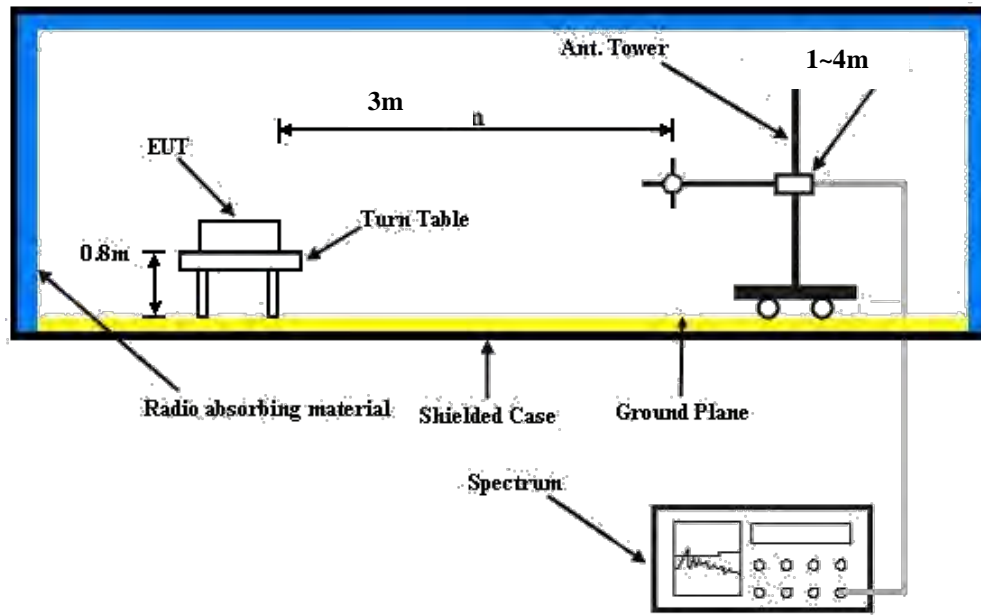 Ant. Tower
1~4m
3m
n
EUT
Turn Table
0.8m
Radio absorbing material
Shielded Case
Ground Plane
Spectrum